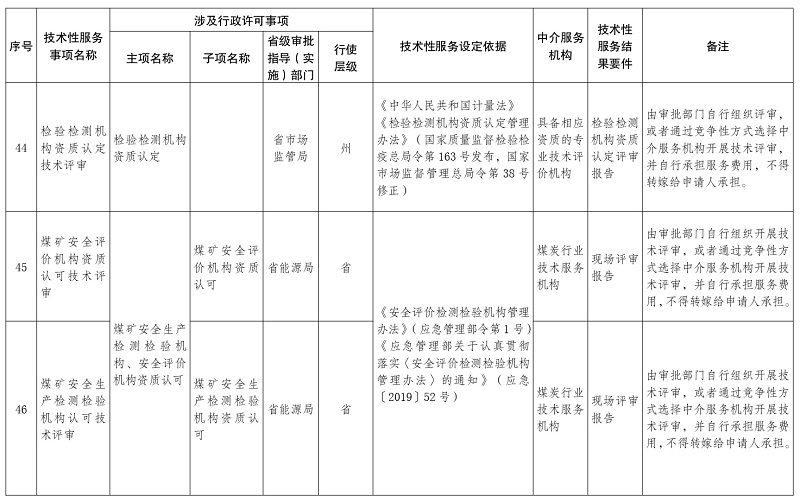 序号
技术性服务
事项名称
涉及行政许可事项
主项名称
子项名称
省级审批
指导（实
施）部门
行使
层级
技术性服务设定依据
中介服务
机构
技术性
服务结
果要件
备注
44
检验检测机
构资质认定
技术评审
检验检测机构
资质认定
省市场
监管局
州
《中华人民共和国计量法》
《检验检测机构资质认定管理
办法》（国家质量监督检验检
疫总局令第 163 号发布，国家
市场监督管理总局令第 38 号
修正）
具备相应
资质的专
业技术评
价机构
检验检测
机构资质
认定评审
报告
由审批部门自行组织评审，
或者通过竞争性方式选择中
介服务机构开展技术评审，
并自行承担服务费用，不得
转嫁给申请人承担。
45
煤矿安全评
价机构资质
认可技术评
审
煤矿安全生产
检测检验机
构、安全评价
机构资质认可
煤矿安全评
价机构资质
认可
省能源局
省
《安全评价检测检验机构管理
办法》（应急管理部令第 1 号）
《应急管理部关于认真贯彻
落实〈安全评价检测检验机构
管理办法〉的通知》（应急
〔2019〕52 号）
煤炭行业
技术服务
机构
现场评审
报告
由审批部门自行组织开展技
术评审，或者通过竞争性方
式选择中介服务机构开展技
术评审，并自行承担服务费
用，不得转嫁给申请人承担。
46
煤矿安全生
产检测检验
机构认可技
术评审
煤矿安全生
产检测检验
机构资质认
可
省能源局
省
煤炭行业
技术服务
机构
现场评审
报告
由审批部门自行组织开展技
术评审，或者通过竞争性方
式选择中介服务机构开展技
术评审，并自行承担服务费
用，不得转嫁给申请人承担。